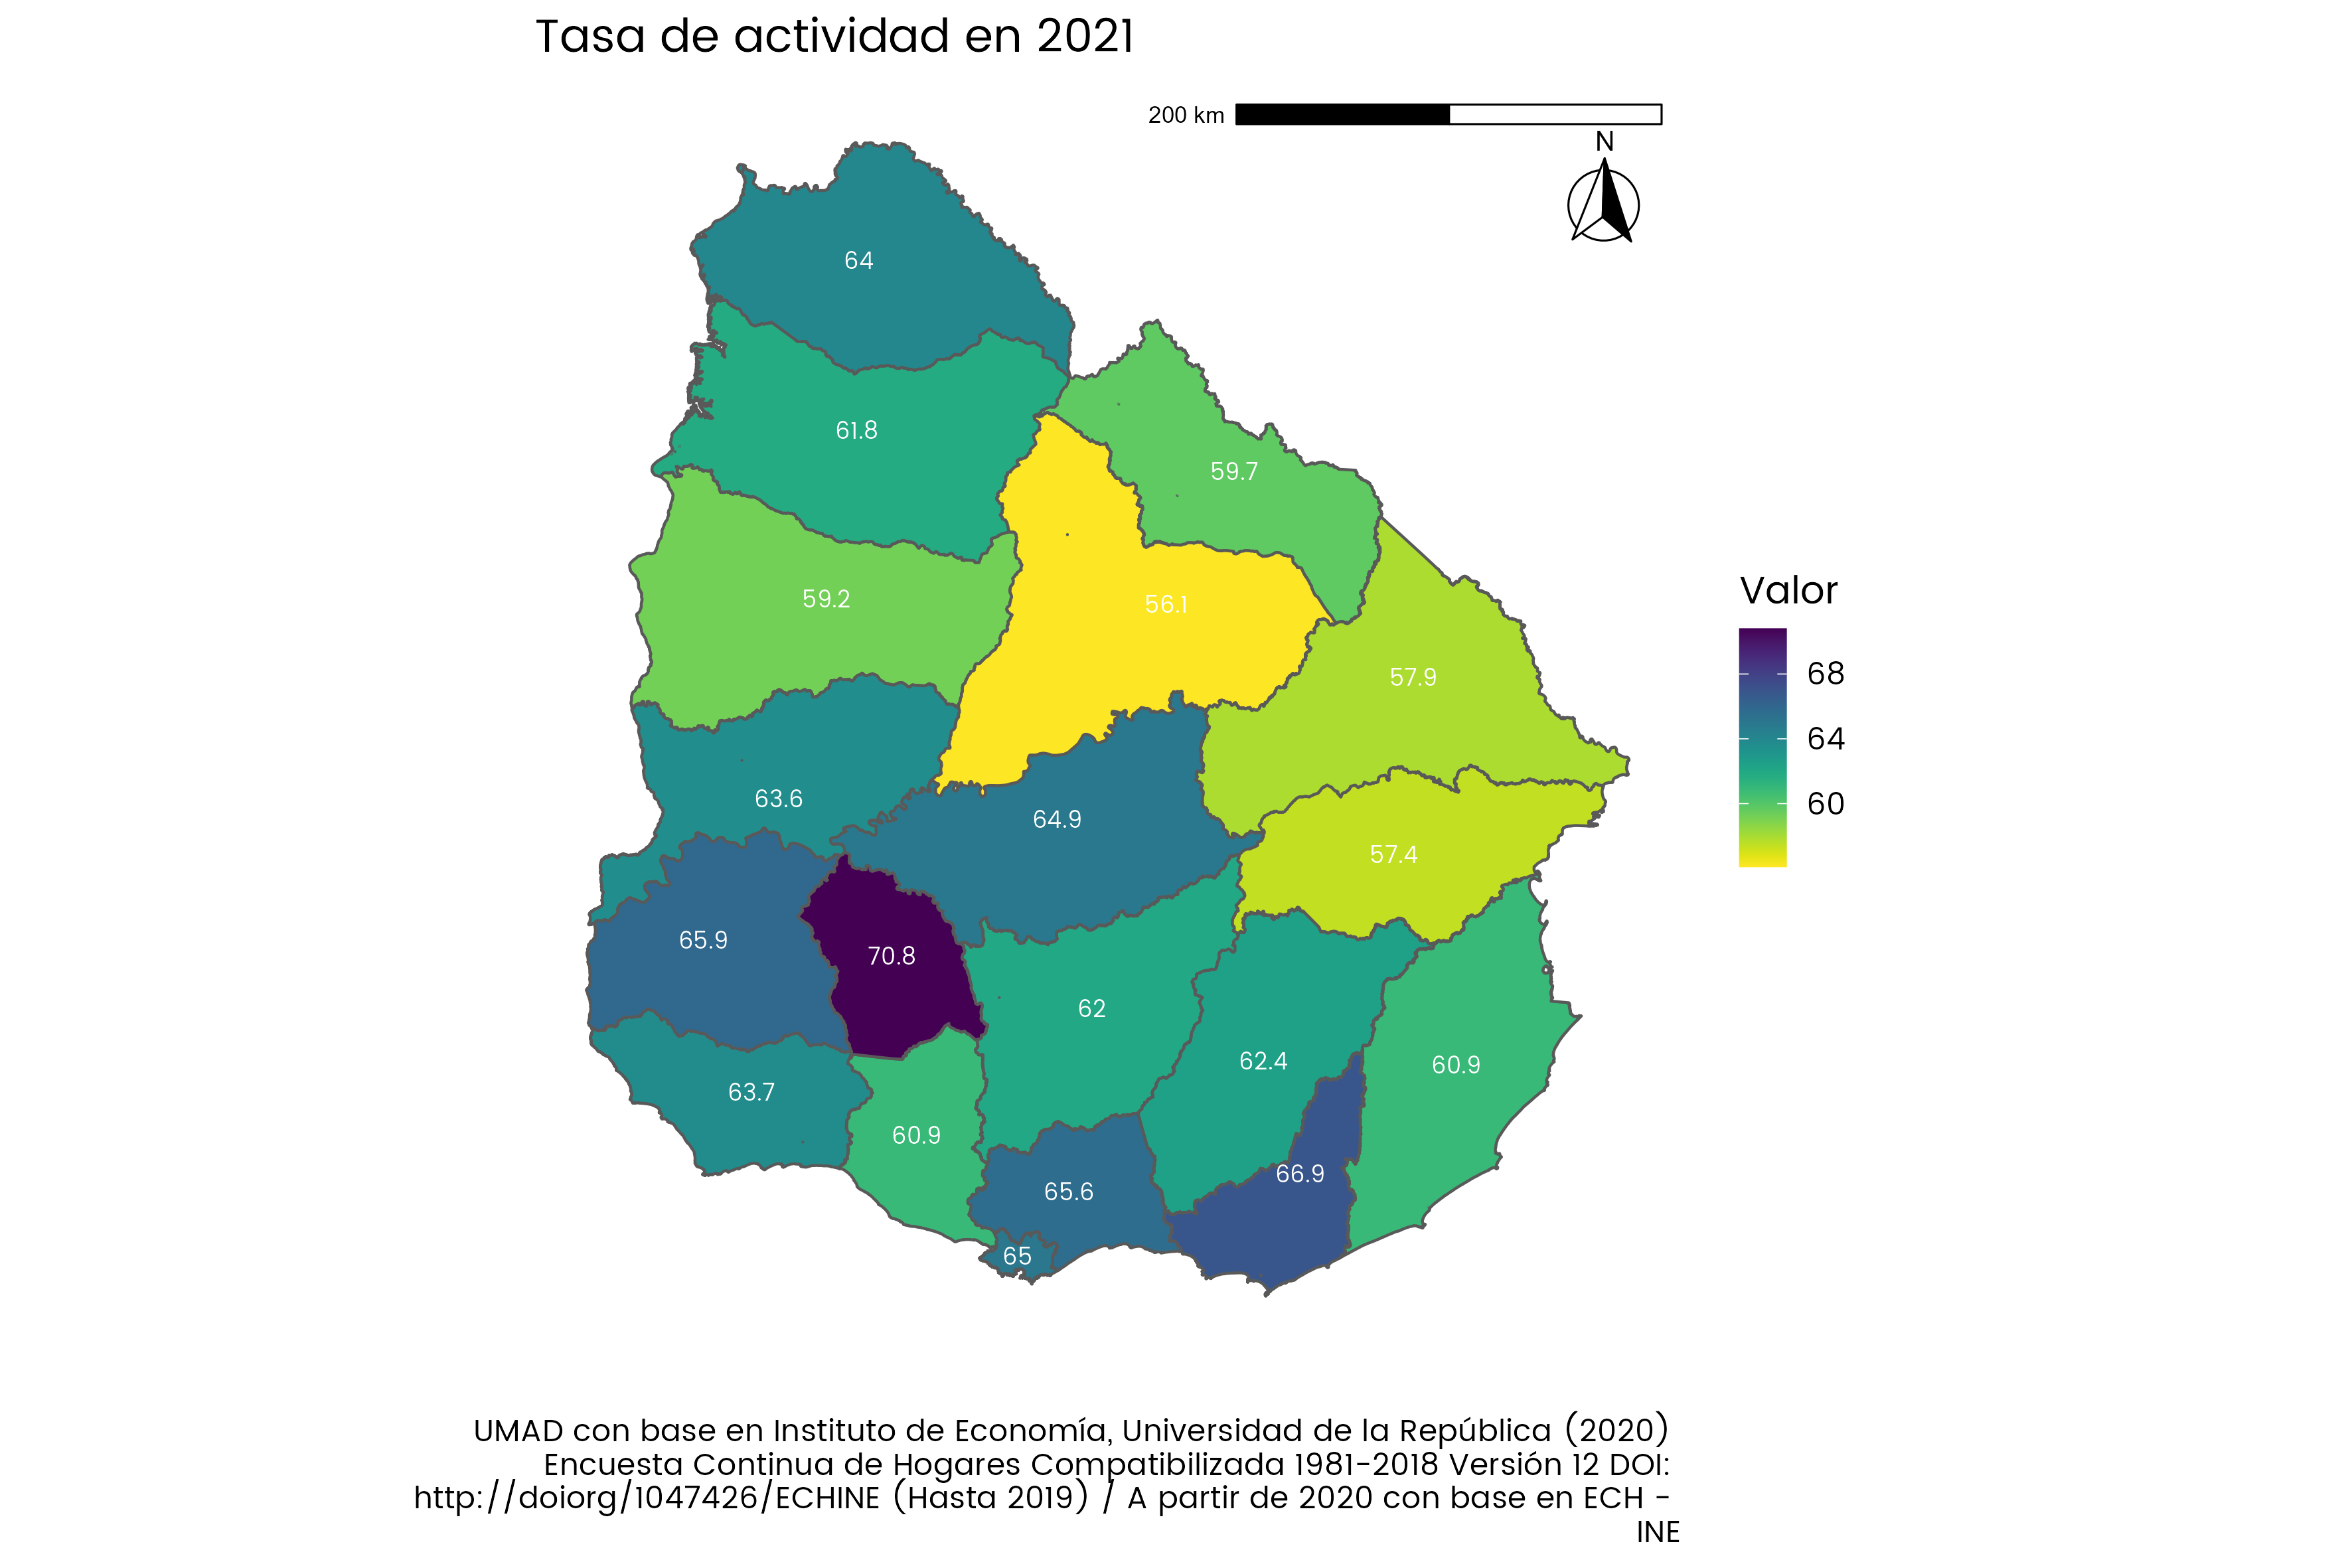 Tasa de actividad en 2021
200 km
N
64
61.8
59.7
59.2
56.1
57.9
63.6
64.9
57.4
65.9
70.8
62
62.4
60.9
63.7
60.9
66.9
65.6
65
Valor
68
64
60
UMAD con base en Instituto de Economía, Universidad de la República (2020)
Encuesta Continua de Hogares Compatibilizada 1981-2018 Versión 12 DOI:
http://doiorg/1047426/ECHINE (Hasta 2019) / A partir de 2020 con base en ECH -
INE